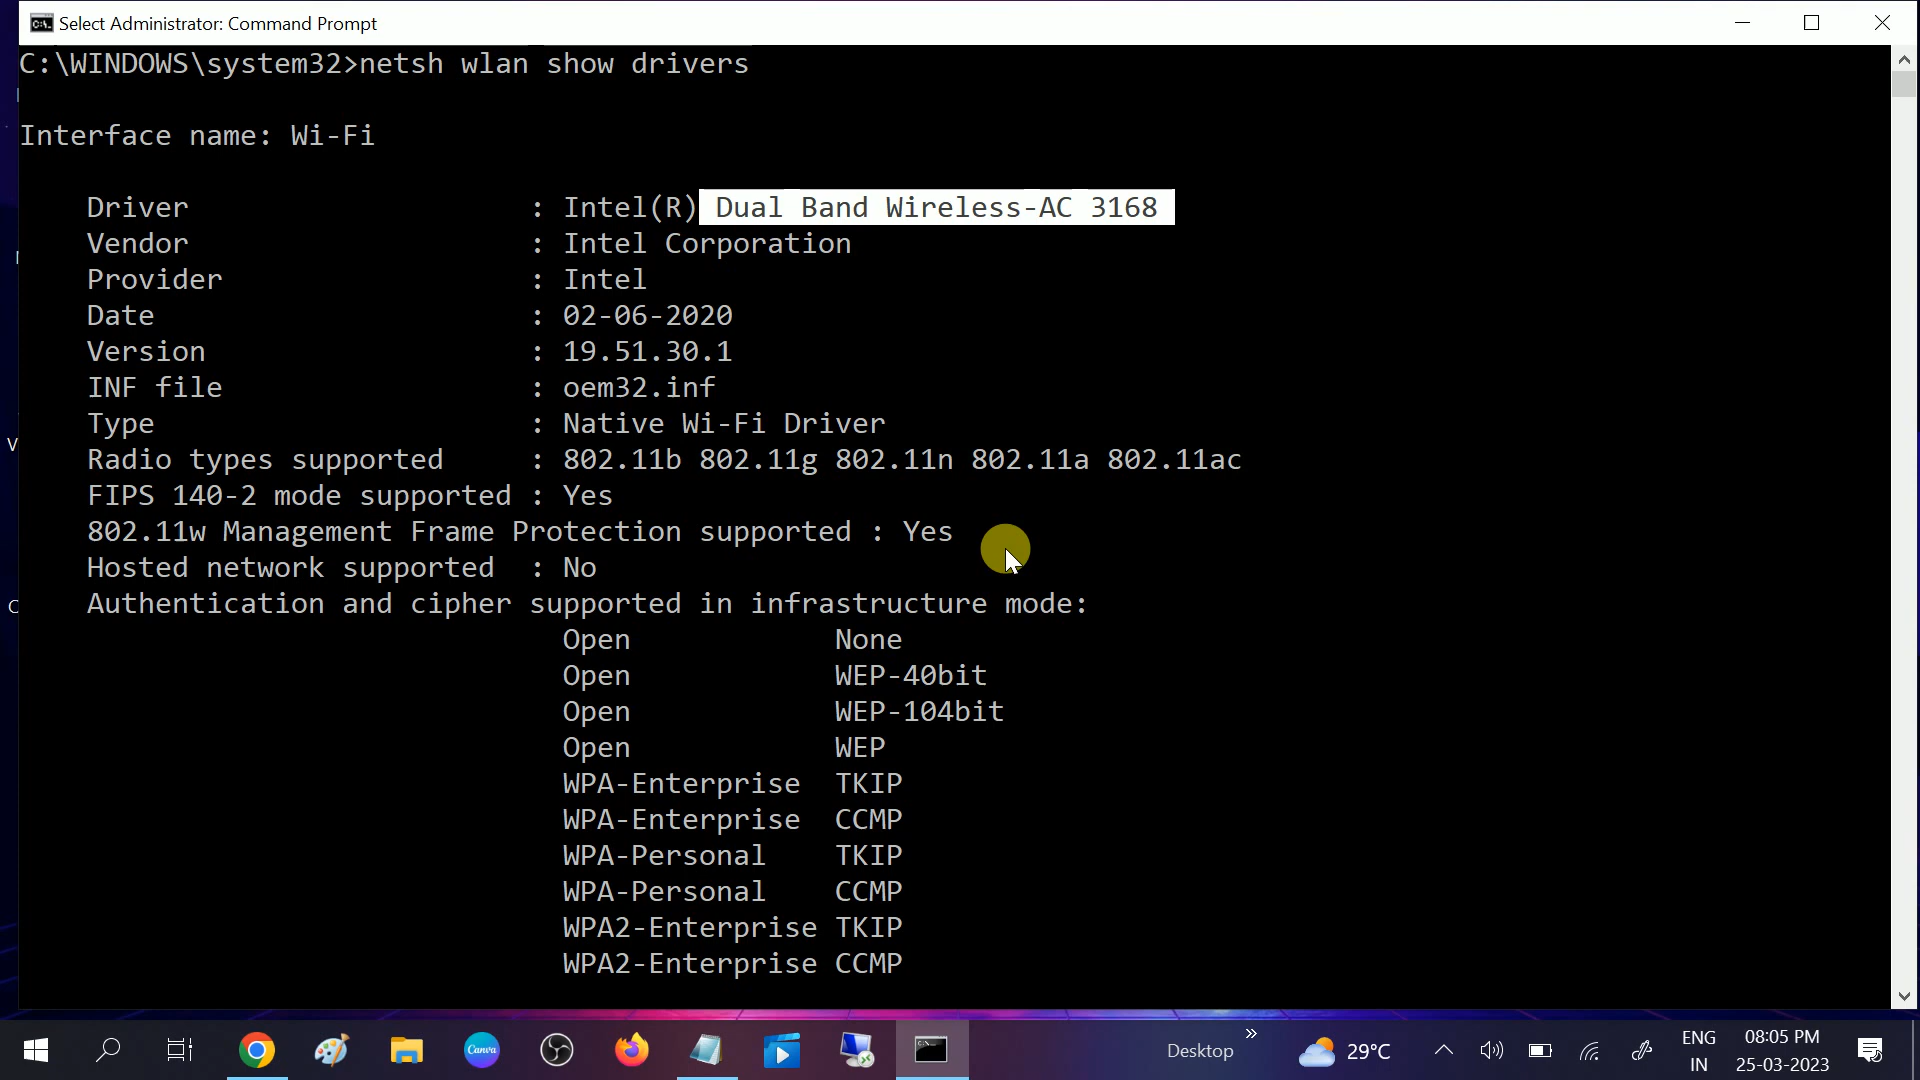 Select Administrator: Command Prompt
C:\WINDOWS\system32>netsh wlan show drivers
Interface name: Wi-Fi
Driver : Intel(R) Dual Band Wireless-AC 3168
Vendor : Intel Corporation
Provider : Intel
Date : 02-06-2020
Version : 19.51.30.1
INF file : oem32.inf
Type : Native Wi-Fi Driver
Radio types supported : 802.11b 802.11g 802.11n 802.11a 802.11ac
FIPS 140-2 mode supported : Yes
802.11w Management Frame Protection supported : Yes
Hosted network supported : No
Authentication and cipher supported in infrastructure mode:
Open None
Open WEP-40bit
Open WEP-104bit
Open WEP
WPA-Enterprise TKIP
WPA-Enterprise CCMP
WPA-Personal TKIP
WPA-Personal CCMP
WPA2-Enterprise TKIP
WPA2-Enterprise CCMP
Canva
Desktop
29°C
ENG
IN
08:05 PM
25-03-2023